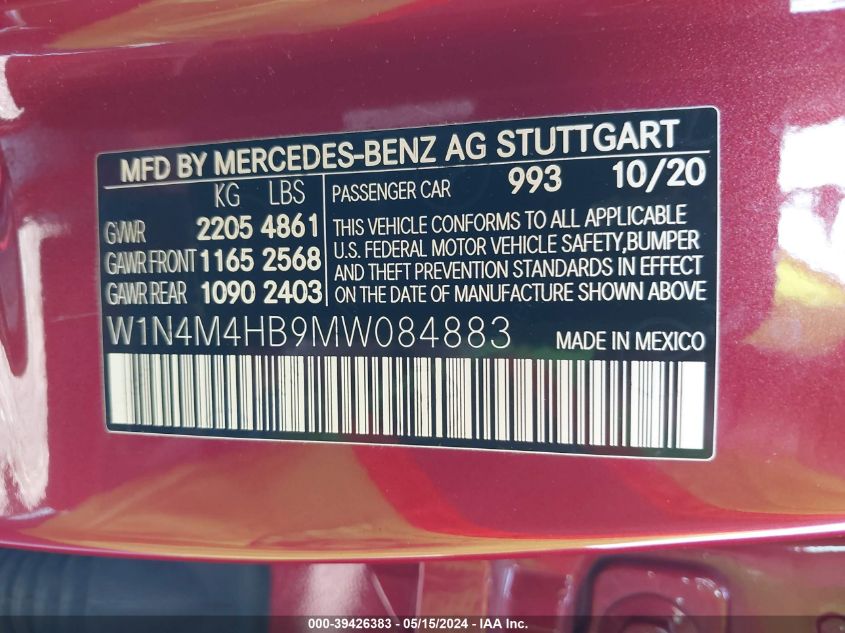 MFD BY MERCEDES-BENZ AG STUTTGART
KG LBS
GVWR 2205 4861
GAWR FRONT 1165 2568
GAWR REAR 1090 2403
PASSENGER CAR 993 10/20
THIS VEHICLE CONFORMS TO ALL APPLICABLE
U.S. FEDERAL MOTOR VEHICLE SAFETY,BUMPER
AND THEFT PREVENTION STANDARDS IN EFFECT
ON THE DATE OF MANUFACTURE SHOWN ABOVE
W1N4M4HB9MW084883 MADE IN MEXICO
000-39426383 - 05/15/2024 - IAA Inc.